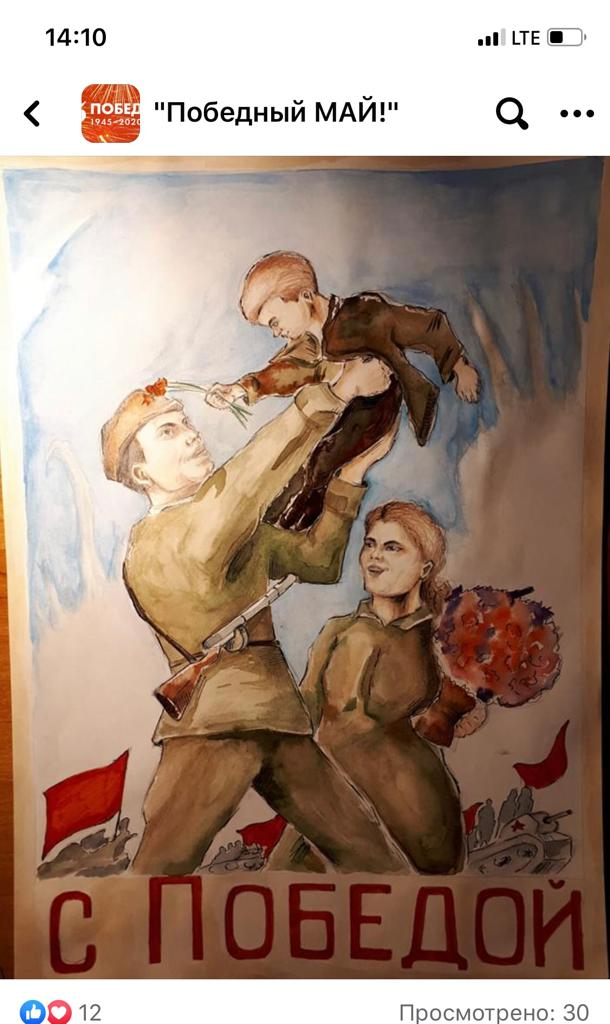 14:10
LTE
ПОБЕД
1945-2020
"Победный МАЙ!"
С ПОБЕДОЙ
12
Просмотрено: 30